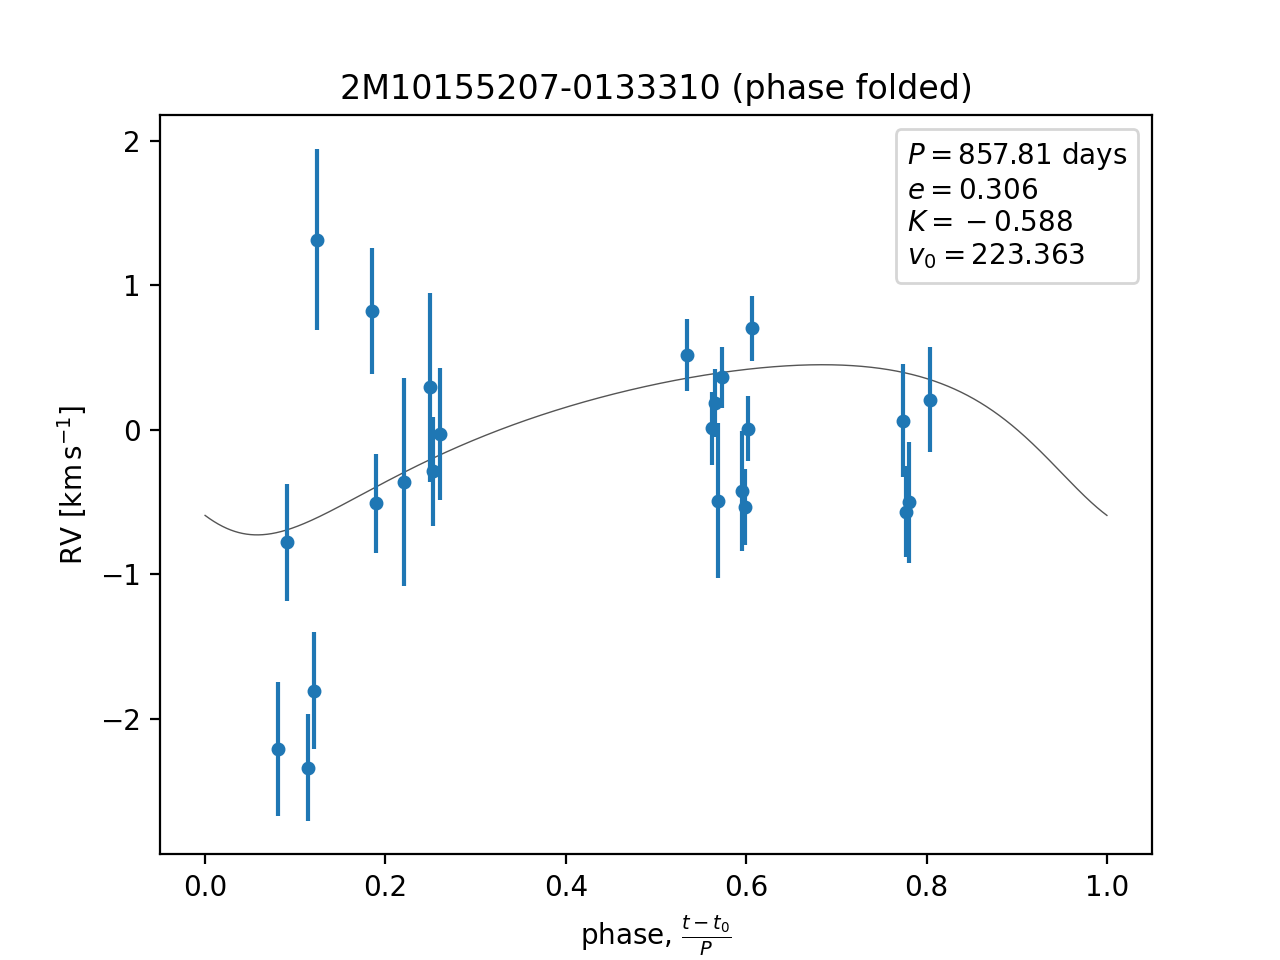 2M10155207-0133310 (phase folded)
P = 857.81 days
e = 0.306
K = −0.588
v₀ = 223.363
2
1
0
−1
−2
RV [km s⁻¹]
0.0 0.2 0.4 0.6 0.8 1.0
phase, (t − t₀)/P